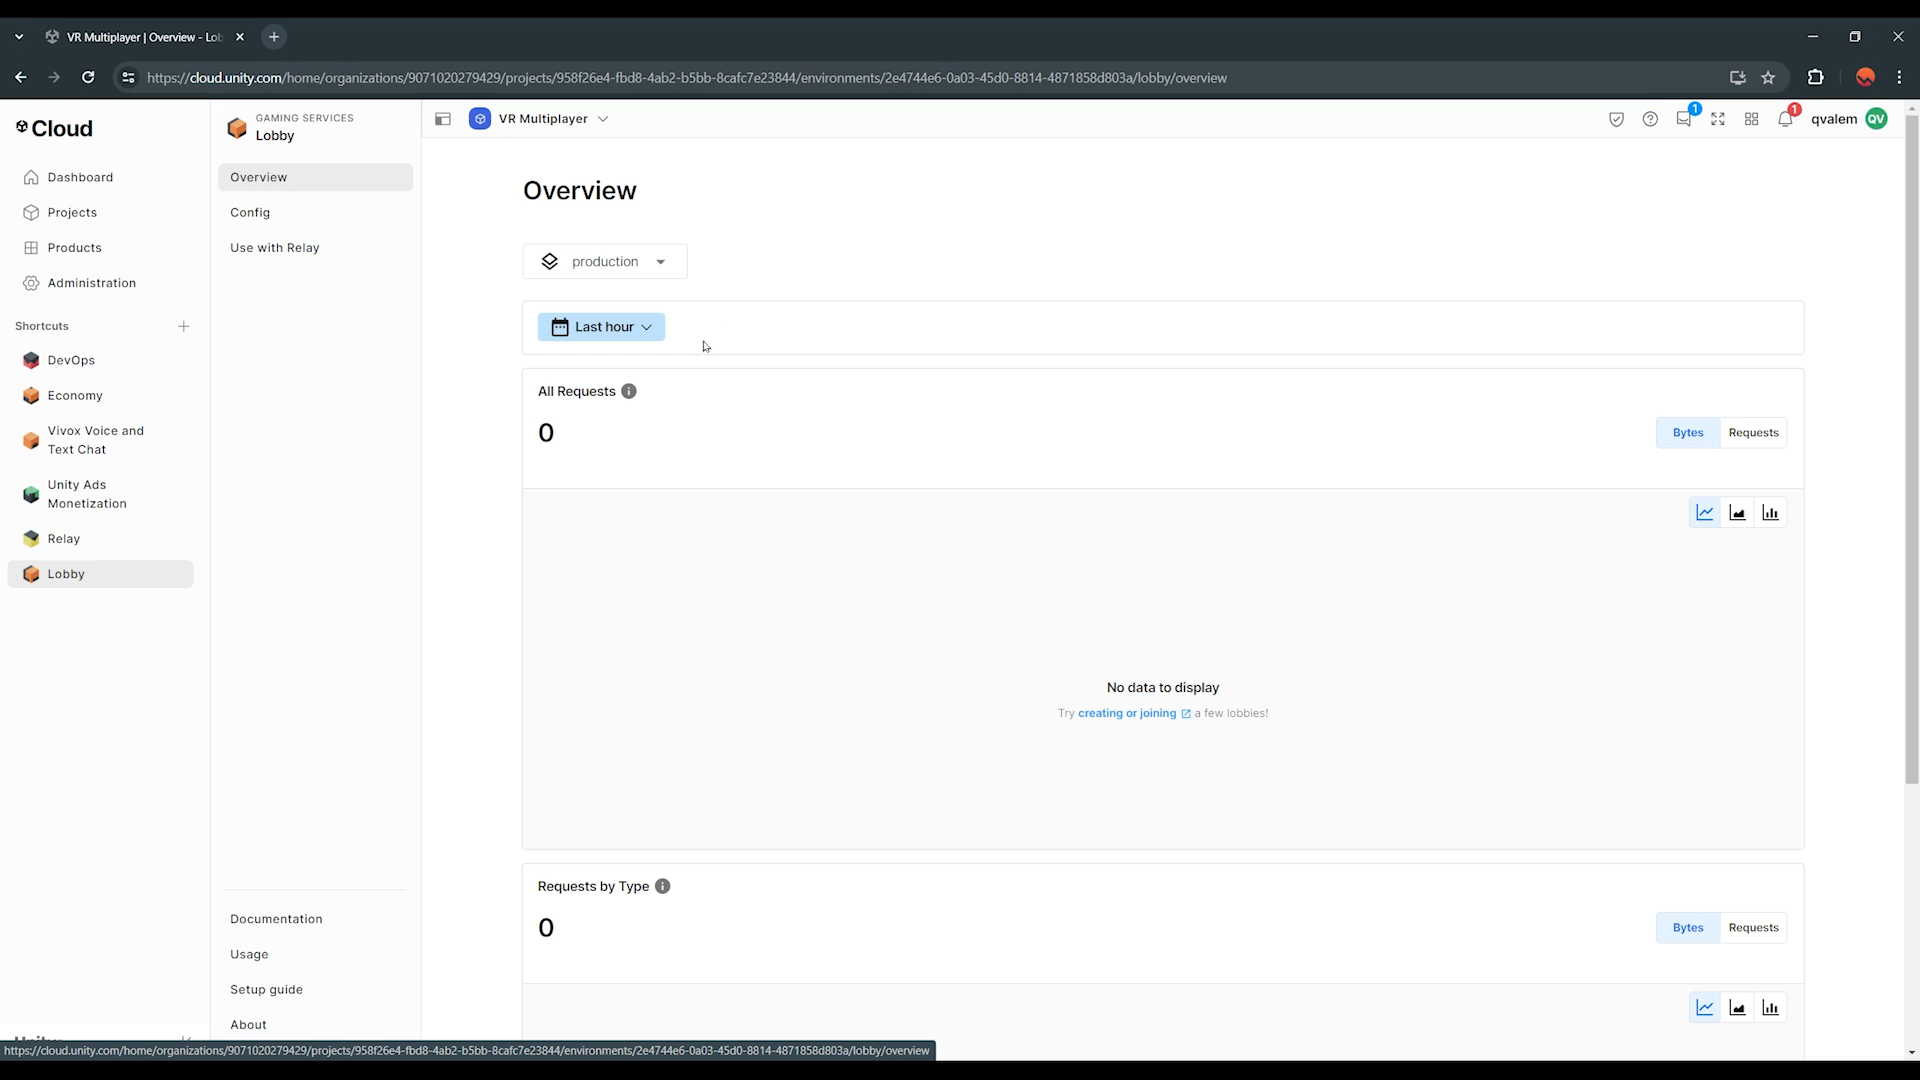 VR Multiplayer | Overview - Lob
https://cloud.unity.com/home/organizations/9071020279429/projects/958f26e4-fbd8-4ab2-b5bb-8cafc7e23844/environments/2e4744e6-0a03-45d0-8814-4871858d803a/lobby/overview
Cloud
Dashboard
Projects
Products
Administration
Shortcuts
DevOps
Economy
Vivox Voice and
Text Chat
Unity Ads
Monetization
Relay
Lobby
GAMING SERVICES
Lobby
Overview
Config
Use with Relay
Documentation
Usage
Setup guide
About
VR Multiplayer
1
1
qvalem
QV
Overview
production
Last hour
All Requests
0
Bytes
Requests
No data to display
Try creating or joining a few lobbies!
Requests by Type
0
Bytes
Requests
https://cloud.unity.com/home/organizations/9071020279429/projects/958f26e4-fbd8-4ab2-b5bb-8cafc7e23844/environments/2e4744e6-0a03-45d0-8814-4871858d803a/lobby/overview